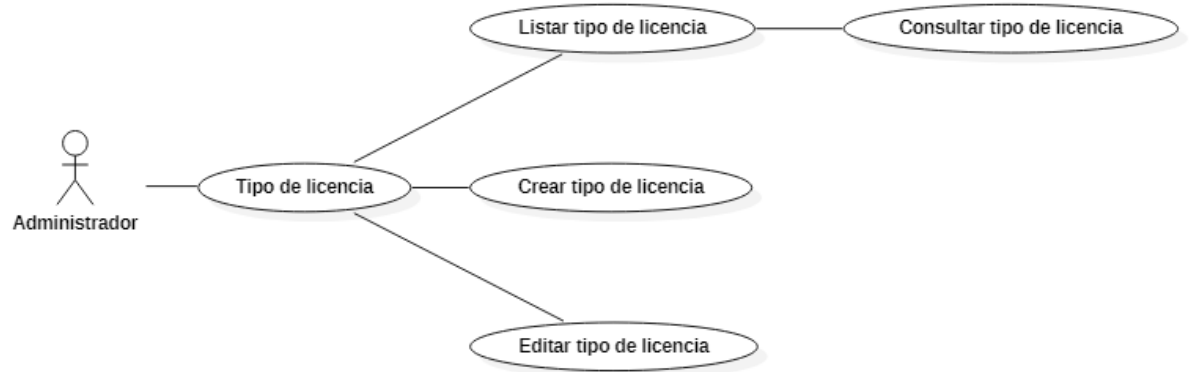 Listar tipo de licencia
Consultar tipo de licencia
Tipo de licencia
Crear tipo de licencia
Administrador
Editar tipo de licencia